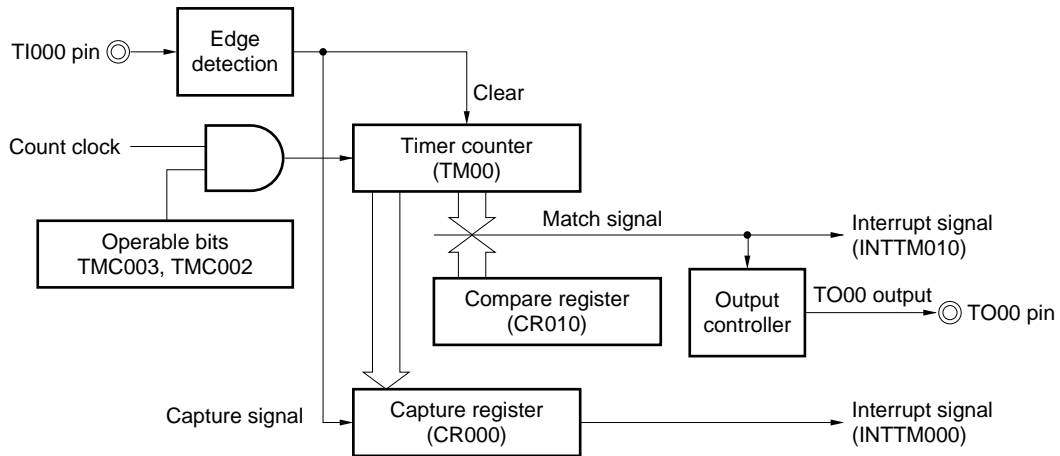 TI000 pin
Edge
detection
Clear
Count clock
Timer counter
(TM00)
Operable bits
TMC003, TMC002
Match signal
Interrupt signal
(INTTM010)
Compare register
(CR010)
Output
controller
TO00 output
TO00 pin
Capture signal
Capture register
(CR000)
Interrupt signal
(INTTM000)